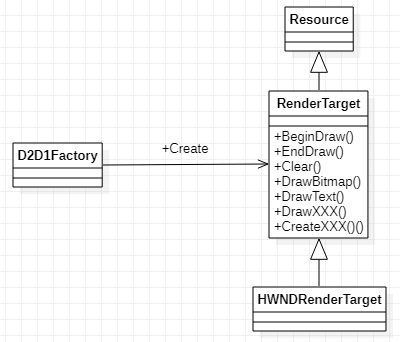 Resource
RenderTarget
+BeginDraw()
+EndDraw()
+Clear()
+DrawBitmap()
+DrawText()
+DrawXXX()
+CreateXXX()()
+Create
D2D1Factory
HWNDRenderTarget